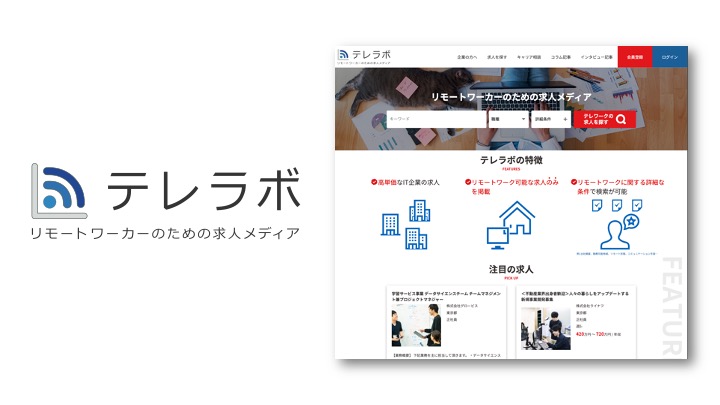 テレラボ
リモートワーカーのための求人メディア
テレラボ
リモートワーカーのための求人メディア
企業の方へ 求人を探す キャリア相談 コラム記事 インタビュー記事 会員登録 ログイン
リモートワーカーのための求人メディア
キーワード 職種 詳細条件 + テレワークの
求人を探す
テレラボの特徴
FEATURES
高単価なIT企業の求人
リモートワーク可能な求人のみ
を掲載
リモートワークに関する詳細な
条件で検索が可能
注目の求人
PICK UP
学習サービス事業 データサイエンスチーム チームマネジメン
ト兼プロジェクトマネジャー
株式会社グロービス
東京都
正社員
＜不動産業界出身者歓迎＞人々の暮らしをアップデートする
新規事業開発募集
東京都
正社員
週5
420万円 〜 720万円 / 年収
FEATUR